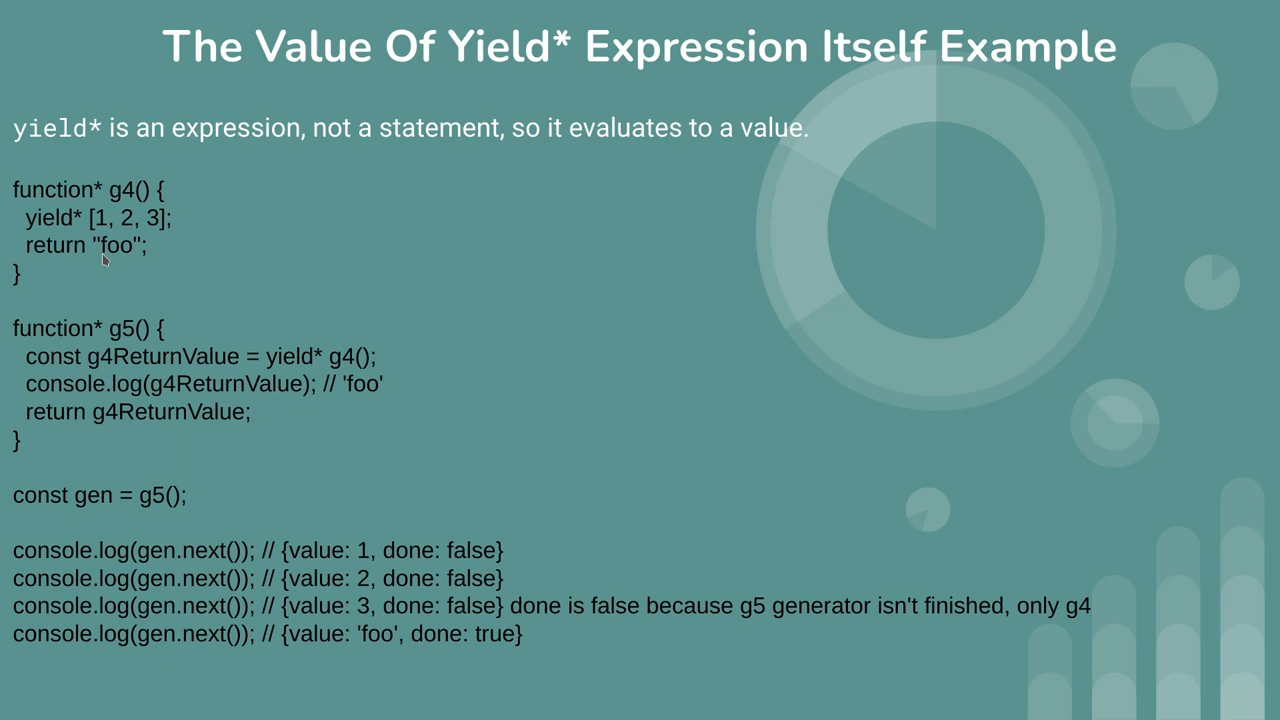 The Value Of Yield* Expression Itself Example
yield* is an expression, not a statement, so it evaluates to a value.
function* g4() {
yield* [1, 2, 3];
return "foo";
}
function* g5() {
const g4ReturnValue = yield* g4();
console.log(g4ReturnValue); // 'foo'
return g4ReturnValue;
}
const gen = g5();
console.log(gen.next()); // {value: 1, done: false}
console.log(gen.next()); // {value: 2, done: false}
console.log(gen.next()); // {value: 3, done: false} done is false because g5 generator isn't finished, only g4
console.log(gen.next()); // {value: 'foo', done: true}